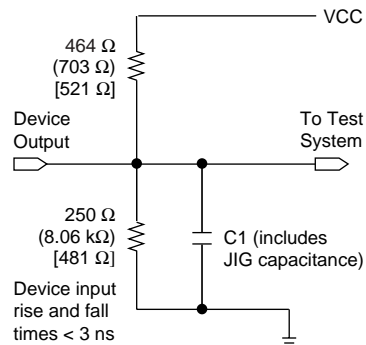 VCC
464 Ω
(703 Ω)
[521 Ω]
Device
Output
To Test
System
250 Ω
(8.06 kΩ)
[481 Ω]
C1 (includes
JIG capacitance)
Device input
rise and fall
times < 3 ns